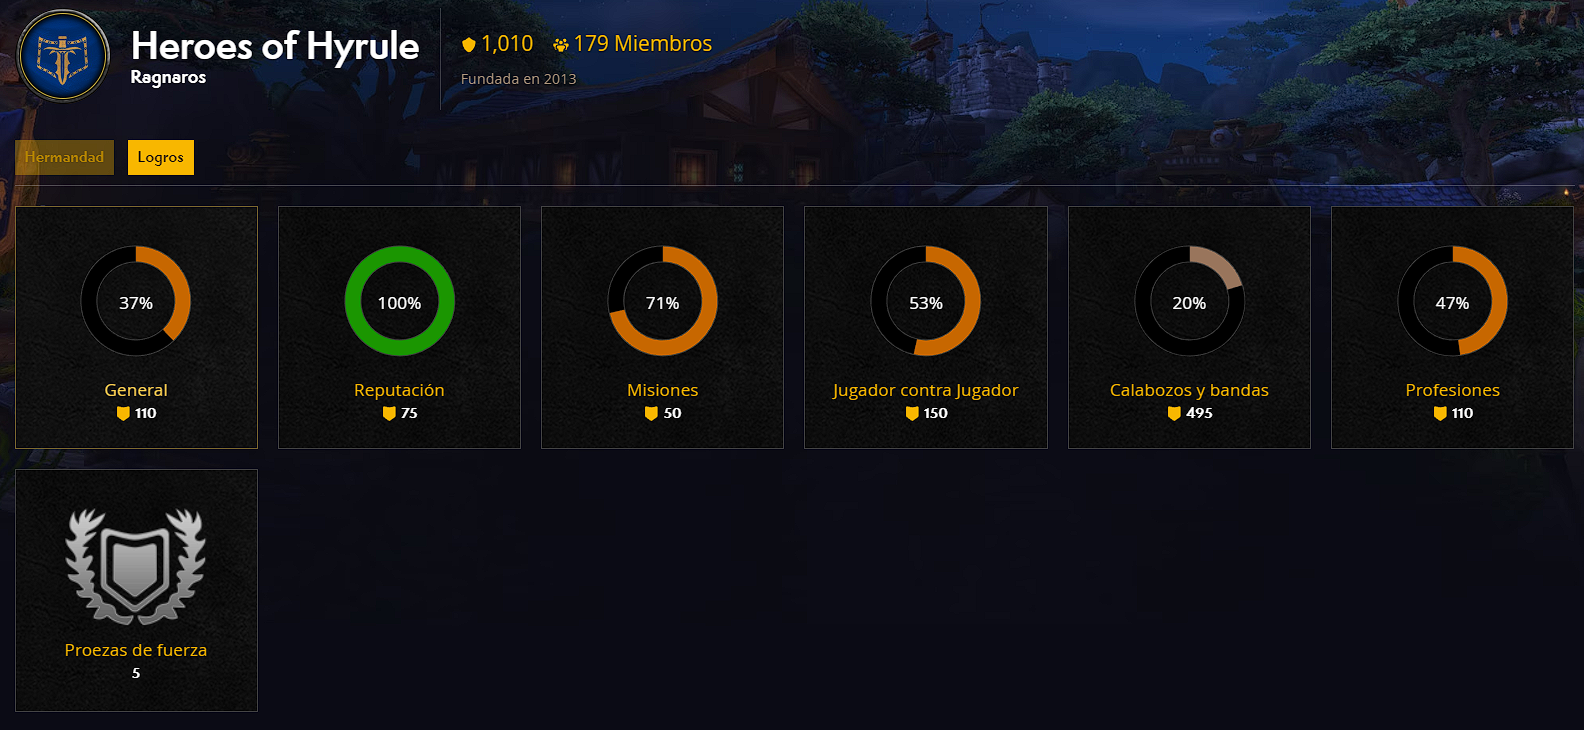 Heroes of Hyrule
Ragnaros
1,010 179 Miembros
Fundada en 2013
Hermandad Logros
37% 100% 71% 53% 20% 47%
General Reputación Misiones Jugador contra Jugador Calabozos y bandas Profesiones
110 75 50 150 495 110
Proezas de fuerza
5